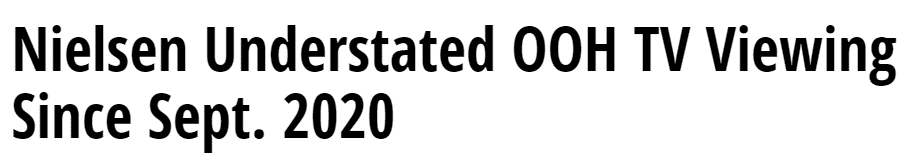 Nielsen Understated OOH TV Viewing
Since Sept. 2020